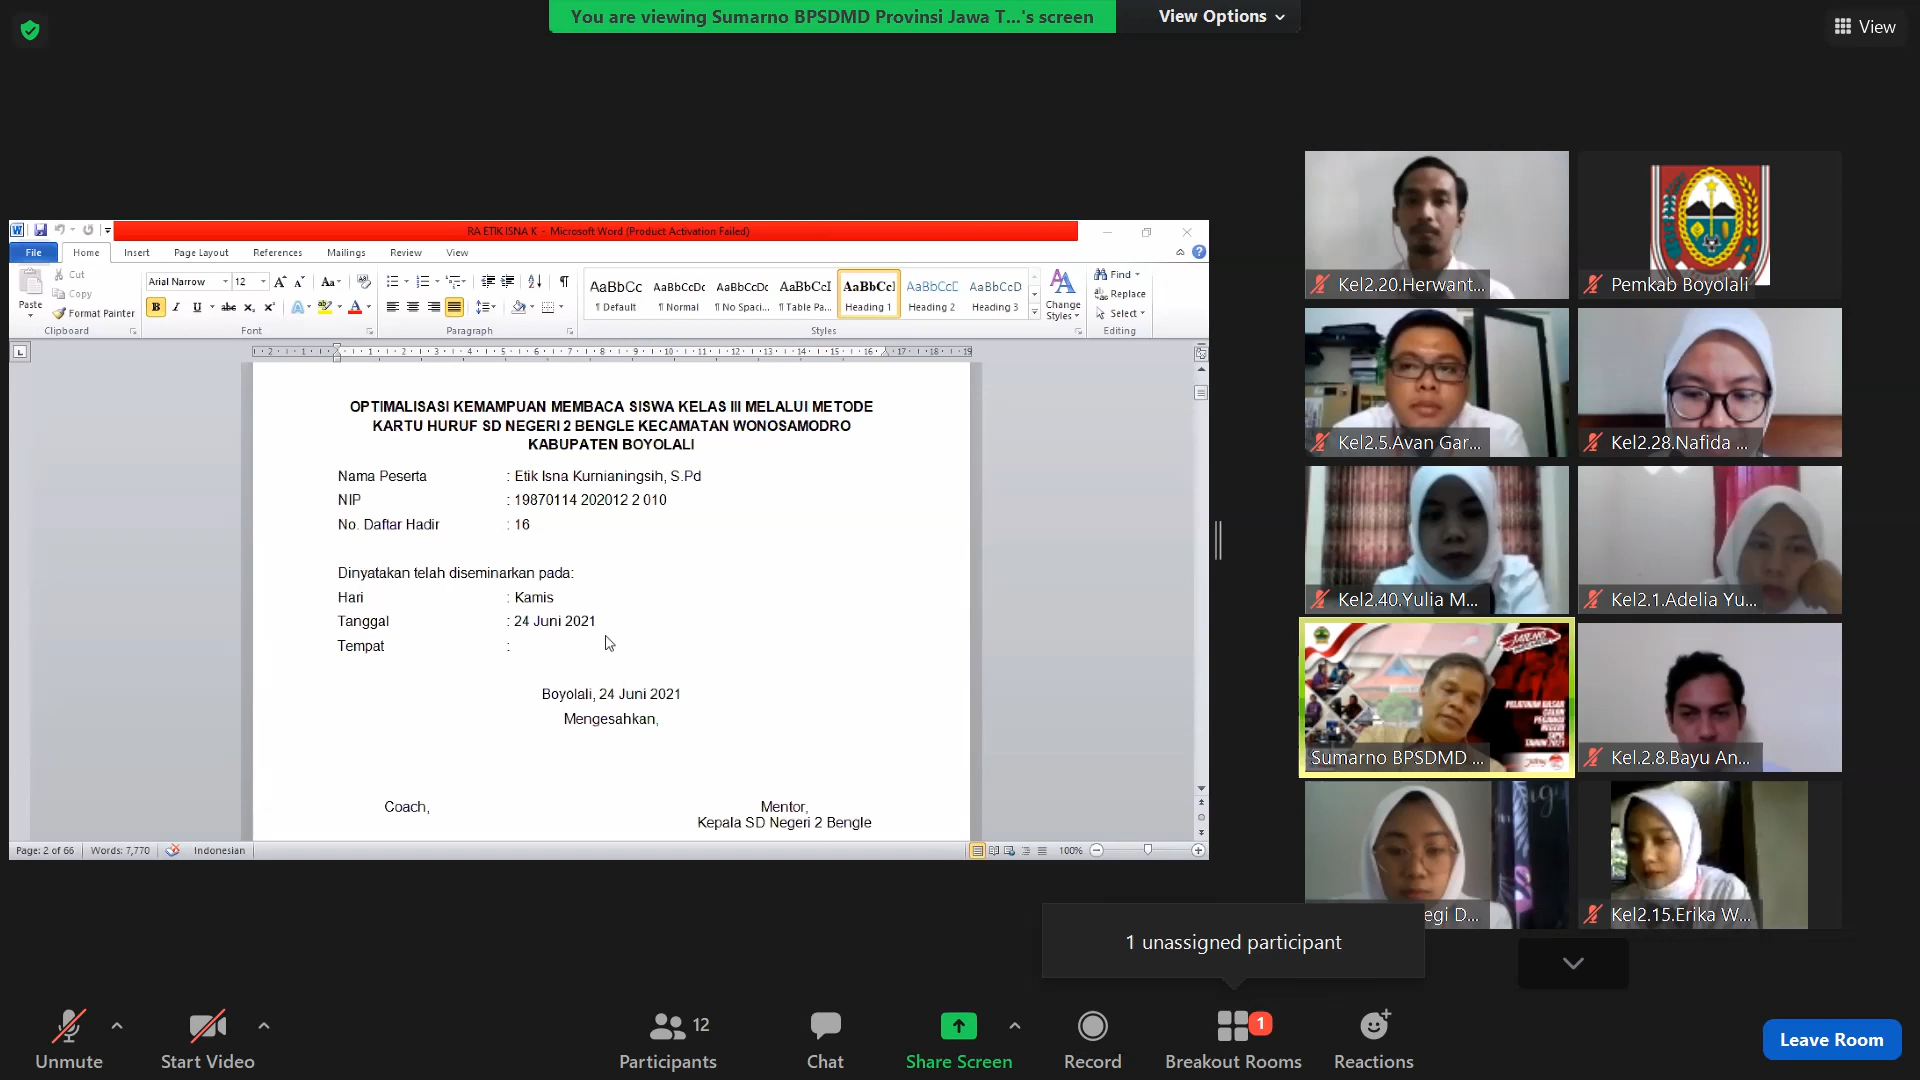 You are viewing Sumarno BPSDMD Provinsi Jawa T...'s screen
View Options
View
RA ETIK ISNA K - Microsoft Word (Product Activation Failed)
File Home Insert Page Layout References Mailings Review View
Paste
Cut
Copy
Format Painter
Clipboard
Arial Narrow 12
Font
Paragraph
AaBbCc AaBbCcDc AaBbCcDc AaBbCcI AaBbCcI AaBbCcE AaBbCcD
¶ Default ¶ Normal ¶ No Spaci... ¶ Table Pa... Heading 1 Heading 2 Heading 3
Styles
Change Styles
Find
Replace
Select
Editing
OPTIMALISASI KEMAMPUAN MEMBACA SISWA KELAS III MELALUI METODE
KARTU HURUF SD NEGERI 2 BENGLE KECAMATAN WONOSAMODRO
KABUPATEN BOYOLALI
Nama Peserta : Etik Isna Kurnianingsih, S.Pd
NIP : 19870114 202012 2 010
No. Daftar Hadir : 16
Dinyatakan telah diseminarkan pada:
Hari : Kamis
Tanggal : 24 Juni 2021
Tempat :
Boyolali, 24 Juni 2021
Mengesahkan,
Coach, Mentor,
Kepala SD Negeri 2 Bengle
Page: 2 of 66 Words: 7,770 Indonesian 100%
Kel2.20.Herwant...
Pemkab Boyolali
Kel2.5.Avan Gar...
Kel2.28.Nafida ...
Kel2.40.Yulia M...
Kel2.1.Adelia Yu...
JATENG
PELATIHAN DASAR
CALON
PEGAWAI
NEGERI
SIPIL
TAHUN 2021
Sumarno BPSDMD ...
Kel.2.8.Bayu An...
egi D...
Kel2.15.Erika W...
1 unassigned participant
Unmute
Start Video
12
Participants
Chat
Share Screen
Record
1
Breakout Rooms
Reactions
Leave Room